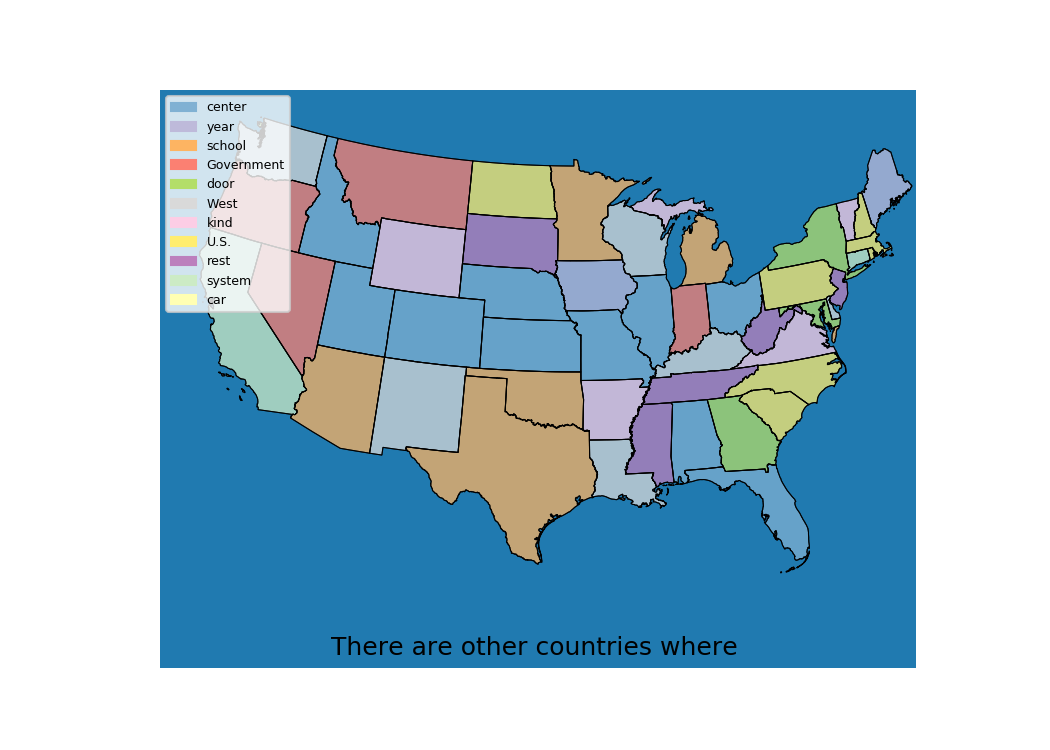 center
year
school
Government
door
West
kind
U.S.
rest
system
car
There are other countries where